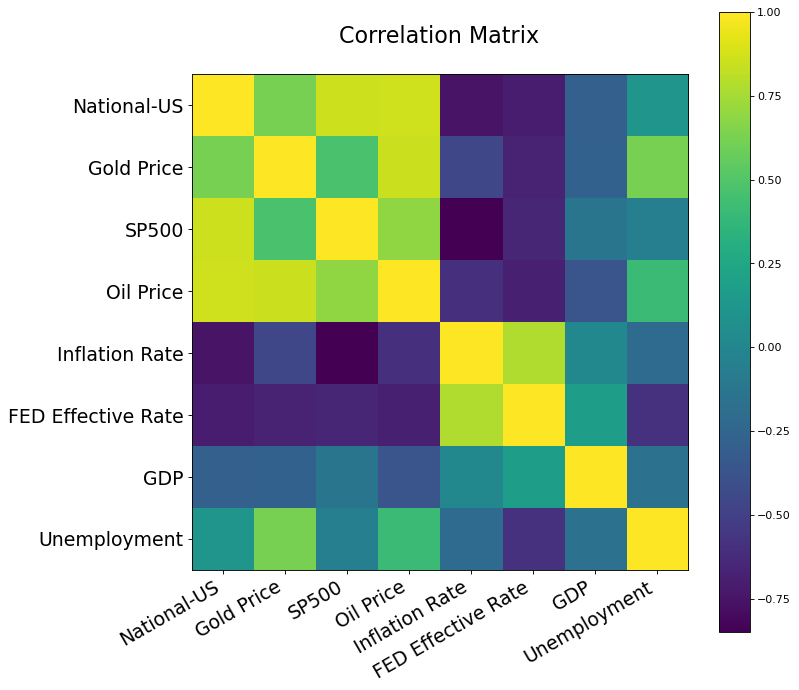 Correlation Matrix
National-US
Gold Price
SP500
Oil Price
Inflation Rate
FED Effective Rate
GDP
Unemployment
National-US
Gold Price
SP500
Oil Price
Inflation Rate
FED Effective Rate
GDP
Unemployment
1.00
0.75
0.50
0.25
0.00
−0.25
−0.50
−0.75